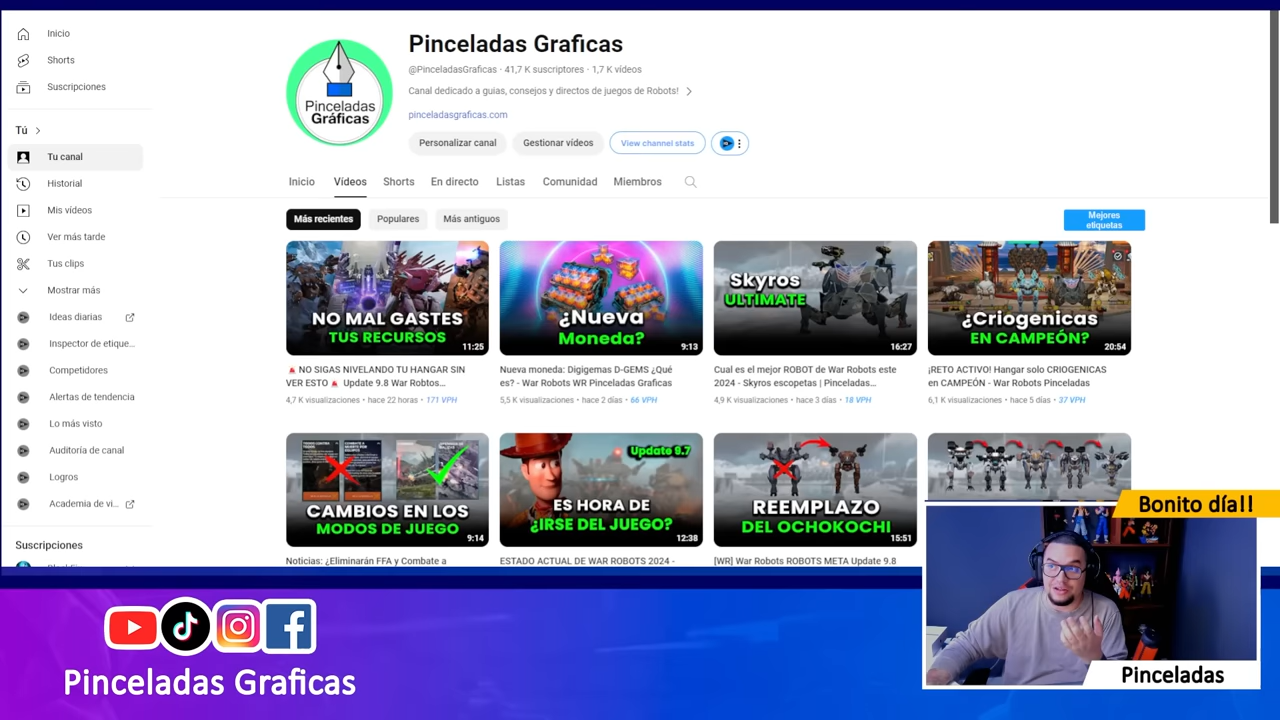 Inicio
Shorts
Suscripciones
Tú
Tu canal
Historial
Mis vídeos
Ver más tarde
Tus clips
Mostrar más
Ideas diarias
Inspector de etique...
Competidores
Alertas de tendencia
Lo más visto
Auditoría de canal
Logros
Academia de vi...
Suscripciones
Pinceladas
Gráficas
Pinceladas Graficas
@PinceladasGraficas · 41,7 K suscriptores · 1,7 K vídeos
Canal dedicado a guias, consejos y directos de juegos de Robots!
pinceladasgraficas.com
Personalizar canal
Gestionar vídeos
View channel stats
Inicio
Vídeos
Shorts
En directo
Listas
Comunidad
Miembros
Más recientes
Populares
Más antiguos
Mejores
etiquetas
NO MAL GASTES
TUS RECURSOS
11:25
🚨 NO SIGAS NIVELANDO TU HANGAR SIN
VER ESTO 🚨 Update 9.8 War Robtos...
4,7 K visualizaciones • hace 22 horas • 171 VPH
¿Nueva
Moneda?
9:13
Nueva moneda: Digigemas D-GEMS ¿Qué
es? - War Robots WR Pinceladas Graficas
5,5 K visualizaciones • hace 2 días • 66 VPH
Skyros
ULTIMATE
16:27
Cual es el mejor ROBOT de War Robots este
2024 - Skyros escopetas | Pinceladas...
4,9 K visualizaciones • hace 3 días • 18 VPH
¿Criogenicas
EN CAMPEÓN?
20:54
¡RETO ACTIVO! Hangar solo CRIOGENICAS
en CAMPEÓN - War Robots Pinceladas
6,1 K visualizaciones • hace 5 días • 37 VPH
CAMBIOS EN LOS
MODOS DE JUEGO
9:14
Noticias: ¿Eliminarán FFA y Combate a
Update 9.7
ES HORA DE
¿IRSE DEL JUEGO?
12:38
ESTADO ACTUAL DE WAR ROBOTS 2024 -
REEMPLAZO
DEL OCHOKOCHI
15:51
[WR] War Robots ROBOTS META Update 9.8
Bonito día!!
Pinceladas
Pinceladas Graficas